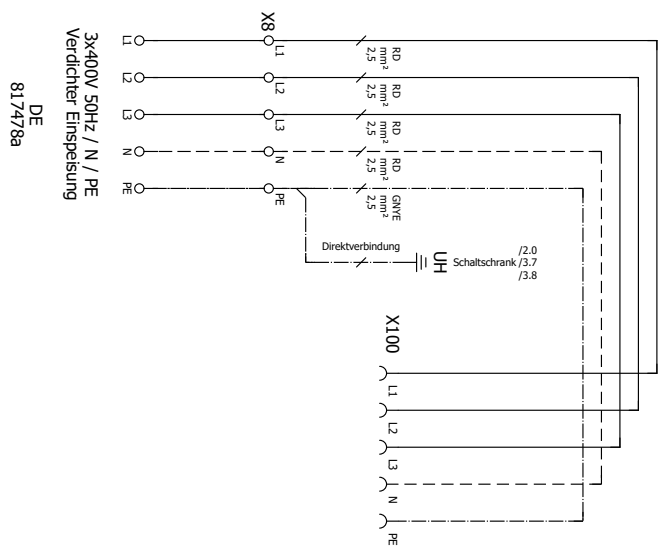 X8
L1
L1
RD
2,5 mm²
L2
L2
RD
2,5 mm²
L3
L3
RD
2,5 mm²
N
N
RD
2,5 mm²
PE
PE
GNYE
2,5 mm²
3x400V 50Hz / N / PE
Verdichter Einspeisung
DE
817478a
Direktverbindung
UH
Schaltschrank
/2.0
/3.7
/3.8
X100
L1
L2
L3
N
PE